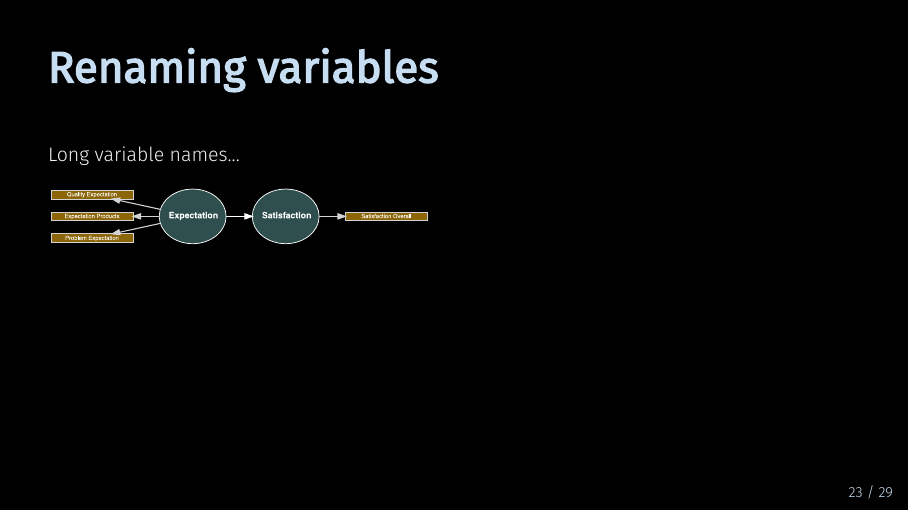 Renaming variables
Long variable names...
Quality Expectation
Expectation Products
Problem Expectation
Expectation
Satisfaction
Satisfaction Overall
23 / 29